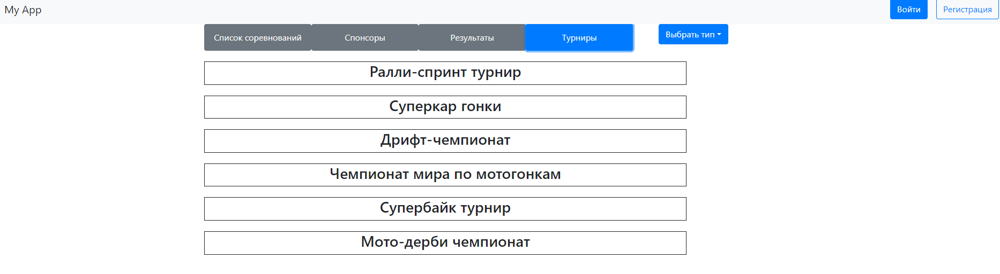 My App
Войти
Регистрация
Список соревнований
Спонсоры
Результаты
Турниры
Выбрать тип
Ралли-спринт турнир
Суперкар гонки
Дрифт-чемпионат
Чемпионат мира по мотогонкам
Супербайк турнир
Мото-дерби чемпионат